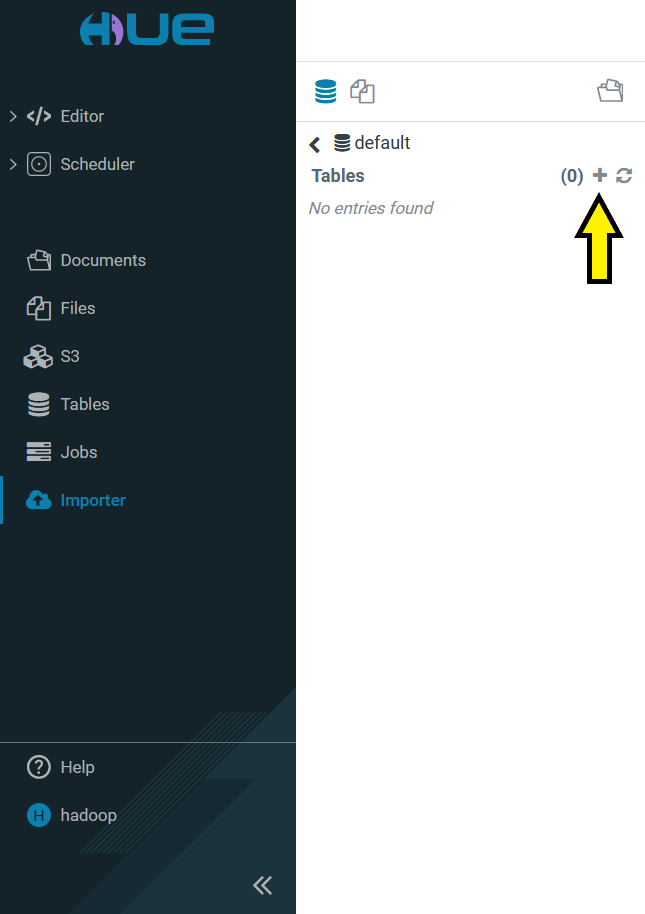 HUE
Editor
Scheduler
Documents
Files
S3
Tables
Jobs
Importer
Help
H hadoop
default
Tables (0)
No entries found